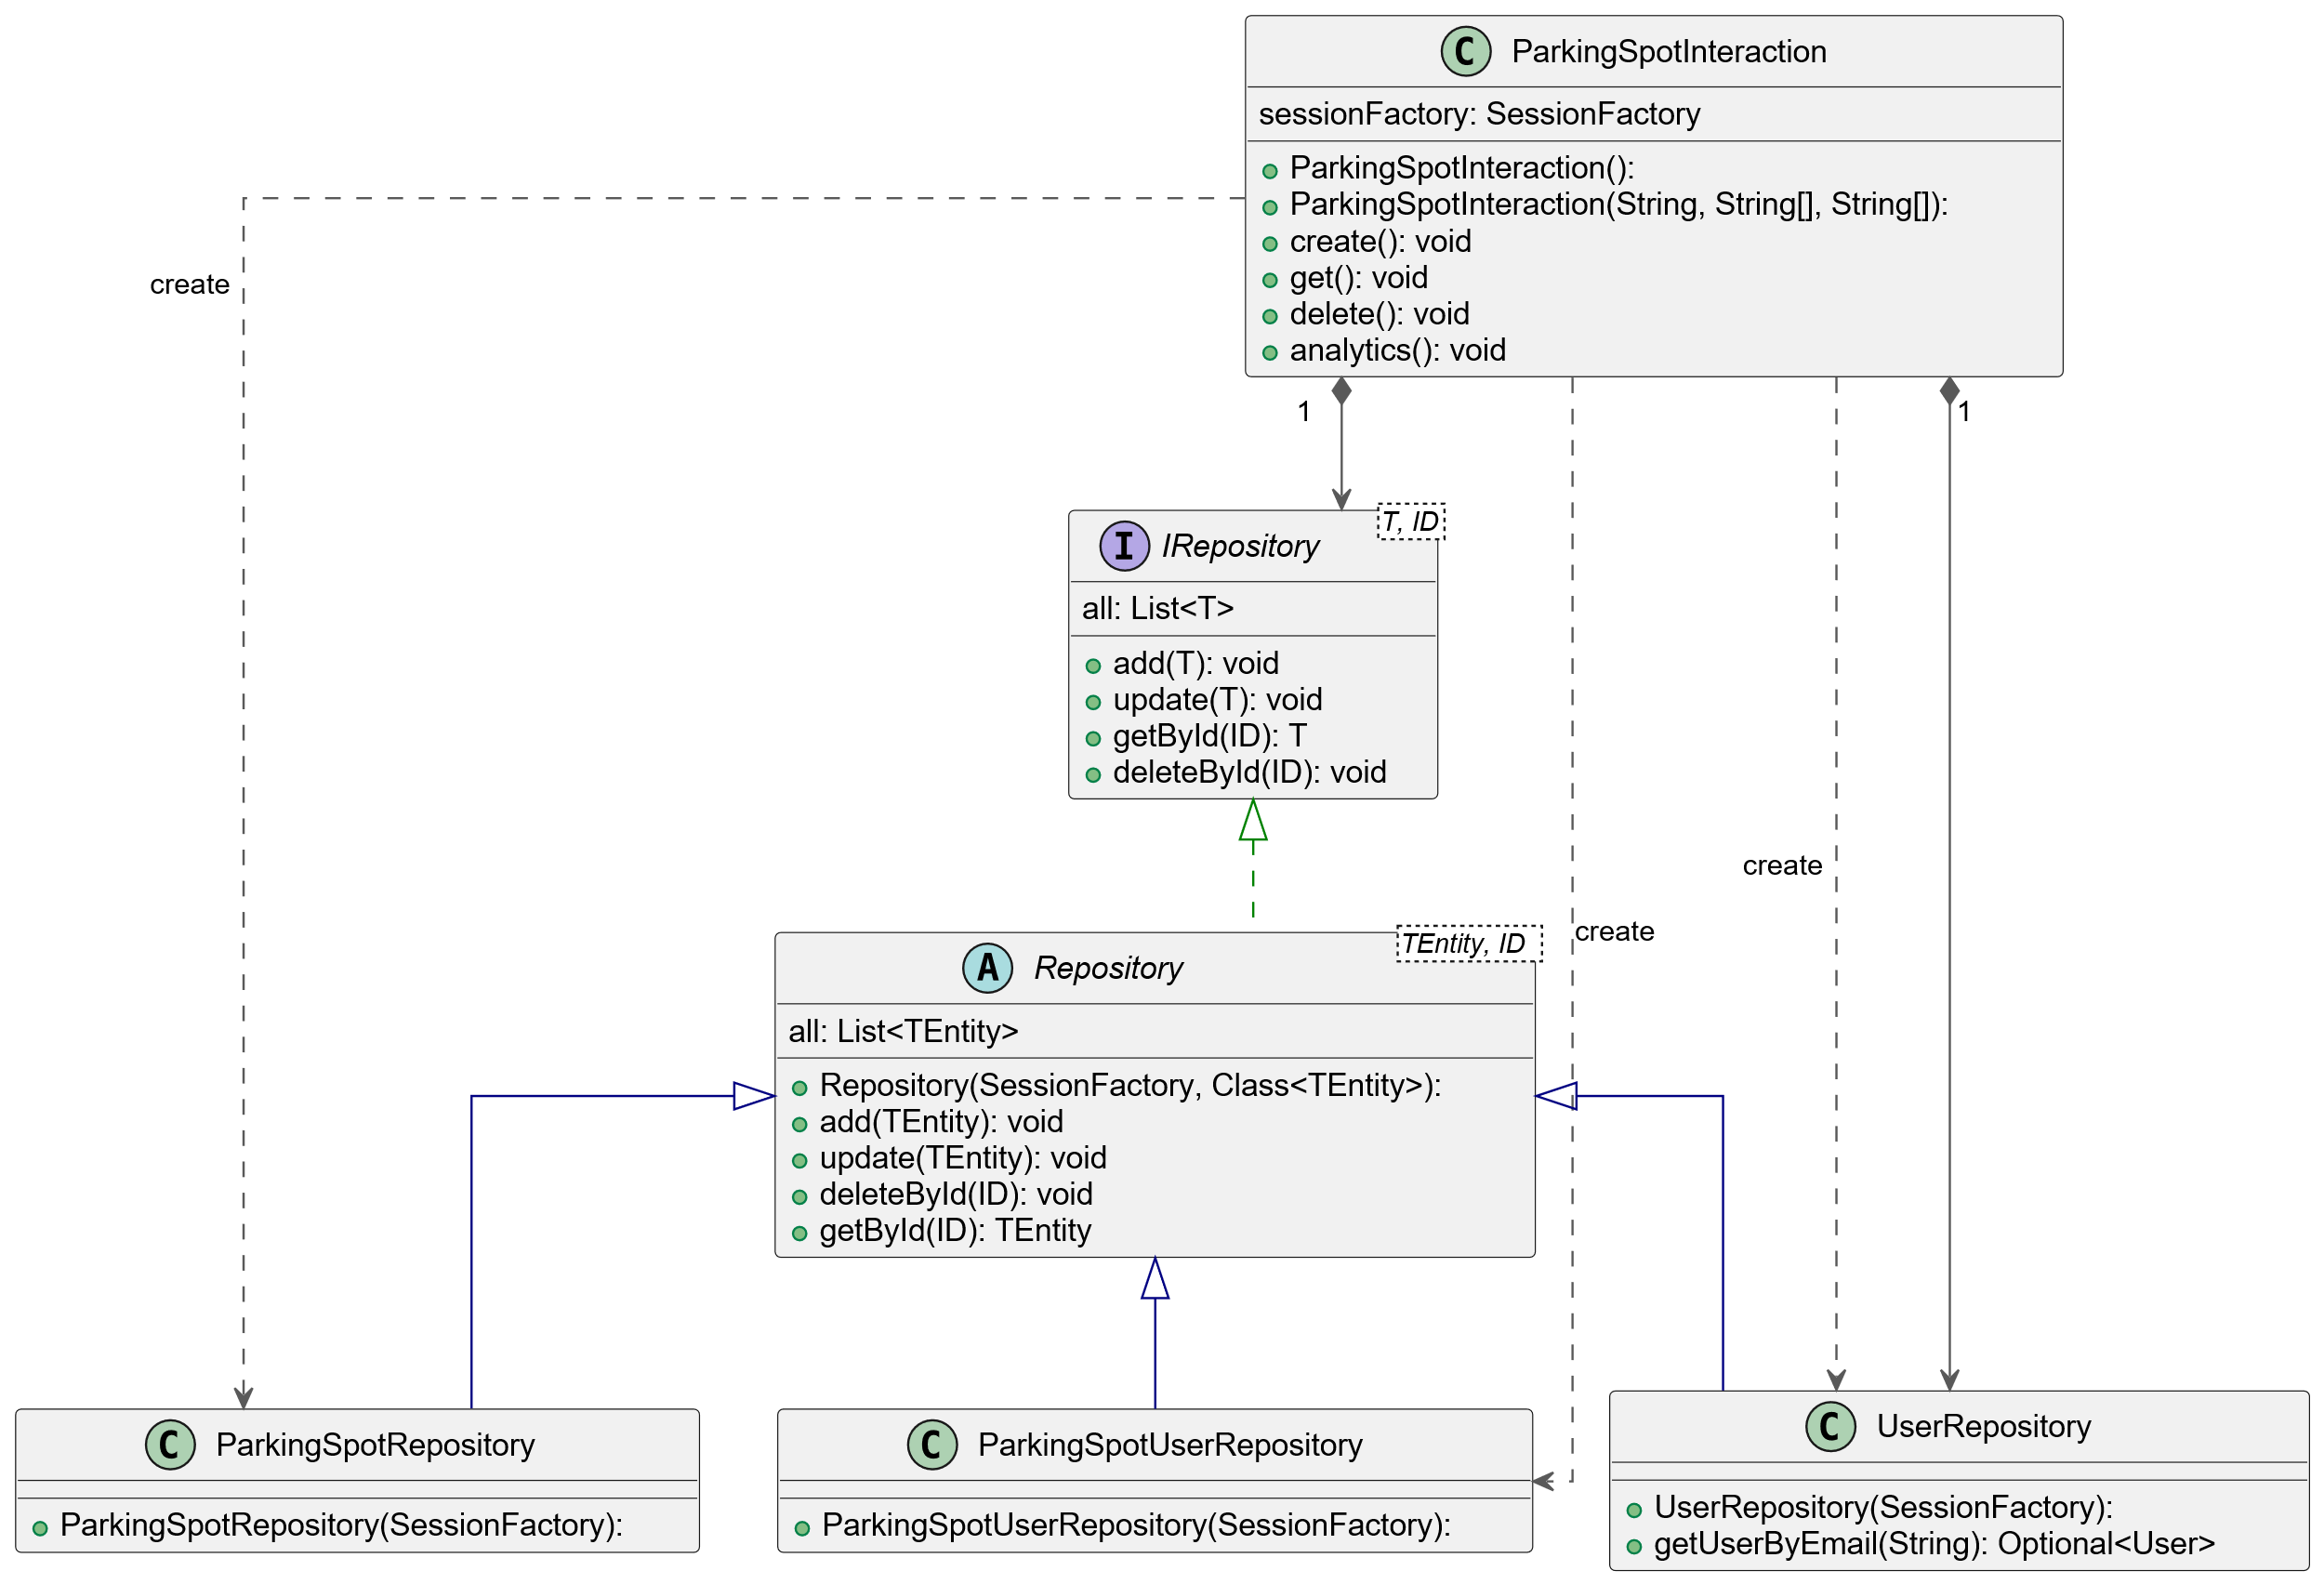 C ParkingSpotInteraction
sessionFactory: SessionFactory
ParkingSpotInteraction():
ParkingSpotInteraction(String, String[], String[]):
create(): void
get(): void
delete(): void
analytics(): void
create
1
1
I IRepository
T, ID
all: List<T>
add(T): void
update(T): void
getById(ID): T
deleteById(ID): void
create
create
A Repository
TEntity, ID
all: List<TEntity>
Repository(SessionFactory, Class<TEntity>):
add(TEntity): void
update(TEntity): void
deleteById(ID): void
getById(ID): TEntity
C ParkingSpotRepository
ParkingSpotRepository(SessionFactory):
C ParkingSpotUserRepository
ParkingSpotUserRepository(SessionFactory):
C UserRepository
UserRepository(SessionFactory):
getUserByEmail(String): Optional<User>